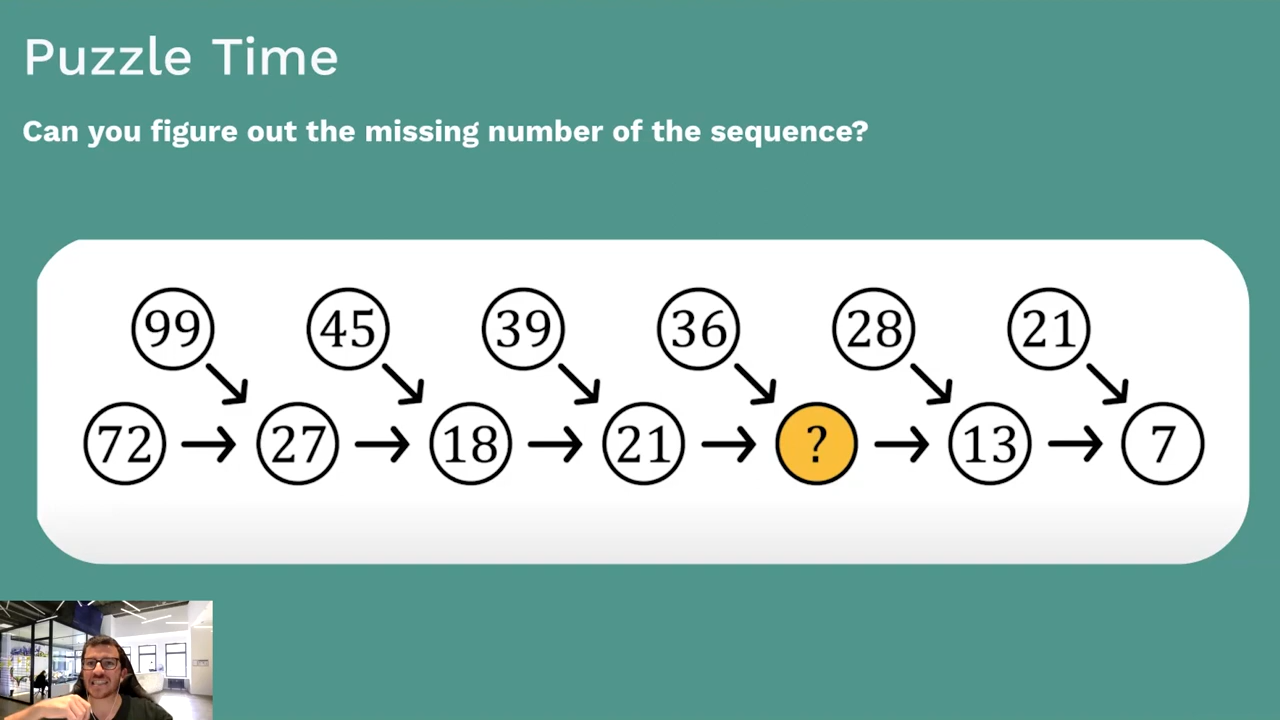 Puzzle Time
Can you figure out the missing number of the sequence?
99 45 39 36 28 21
72 → 27 → 18 → 21 → ? → 13 → 7